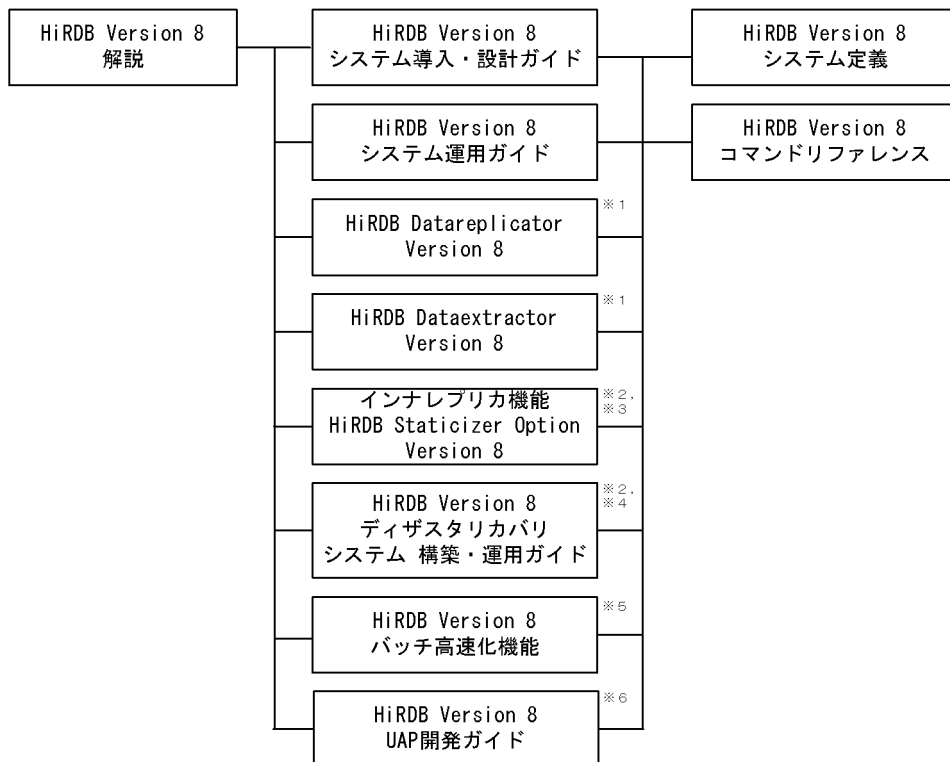 HiRDB Version 8
解説
HiRDB Version 8
システム導入・設計ガイド
HiRDB Version 8
システム定義
HiRDB Version 8
システム運用ガイド
HiRDB Version 8
コマンドリファレンス
※1
HiRDB Datareplicator
Version 8
※1
HiRDB Dataextractor
Version 8
※2,
※3
インナレプリカ機能
HiRDB Staticizer Option
Version 8
※2,
※4
HiRDB Version 8
ディザスタリカバリ
システム 構築・運用ガイド
※5
HiRDB Version 8
バッチ高速化機能
※6
HiRDB Version 8
UAP開発ガイド